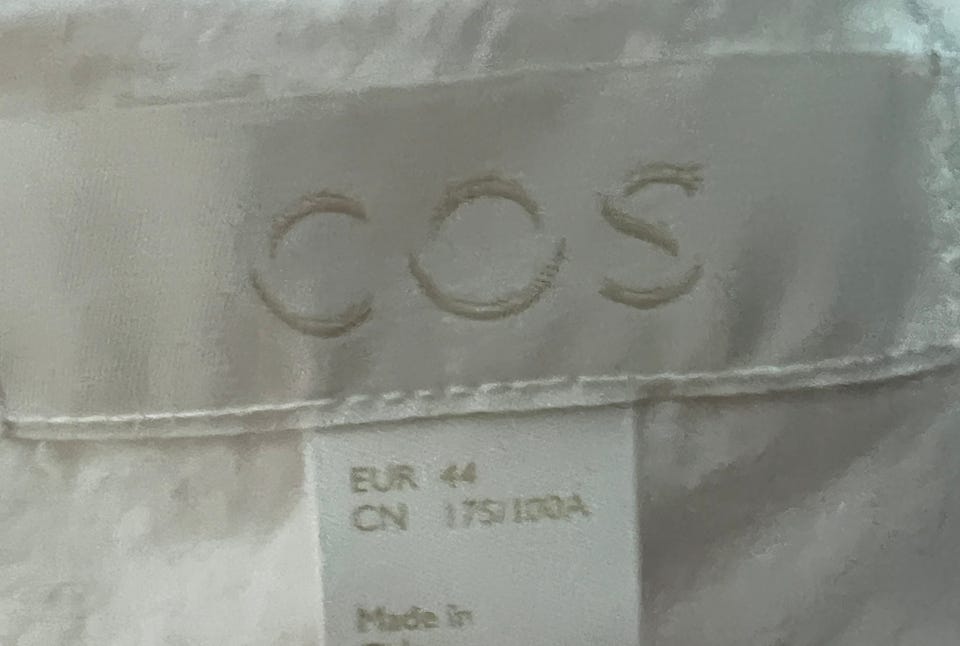 COS
EUR 44
CN 175/100A
Made in